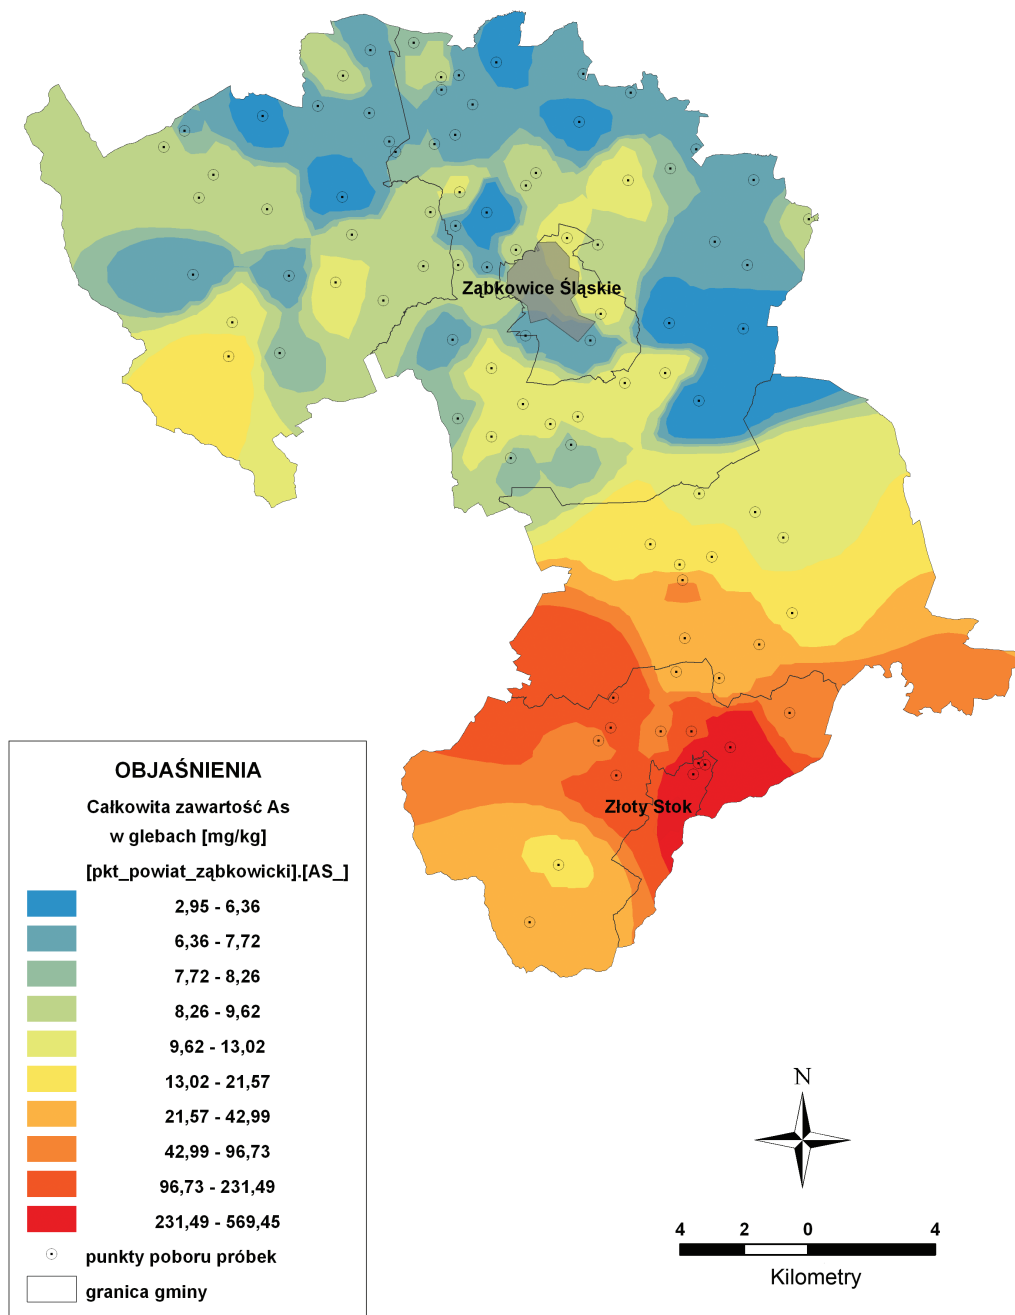 Ząbkowice Śląskie
Złoty Stok
OBJAŚNIENIA
Całkowita zawartość As
w glebach [mg/kg]
[pkt_powiat_ząbkowicki].[AS_]
2,95 - 6,36
6,36 - 7,72
7,72 - 8,26
8,26 - 9,62
9,62 - 13,02
13,02 - 21,57
21,57 - 42,99
42,99 - 96,73
96,73 - 231,49
231,49 - 569,45
punkty poboru próbek
granica gminy
N
4 2 0 4
Kilometry